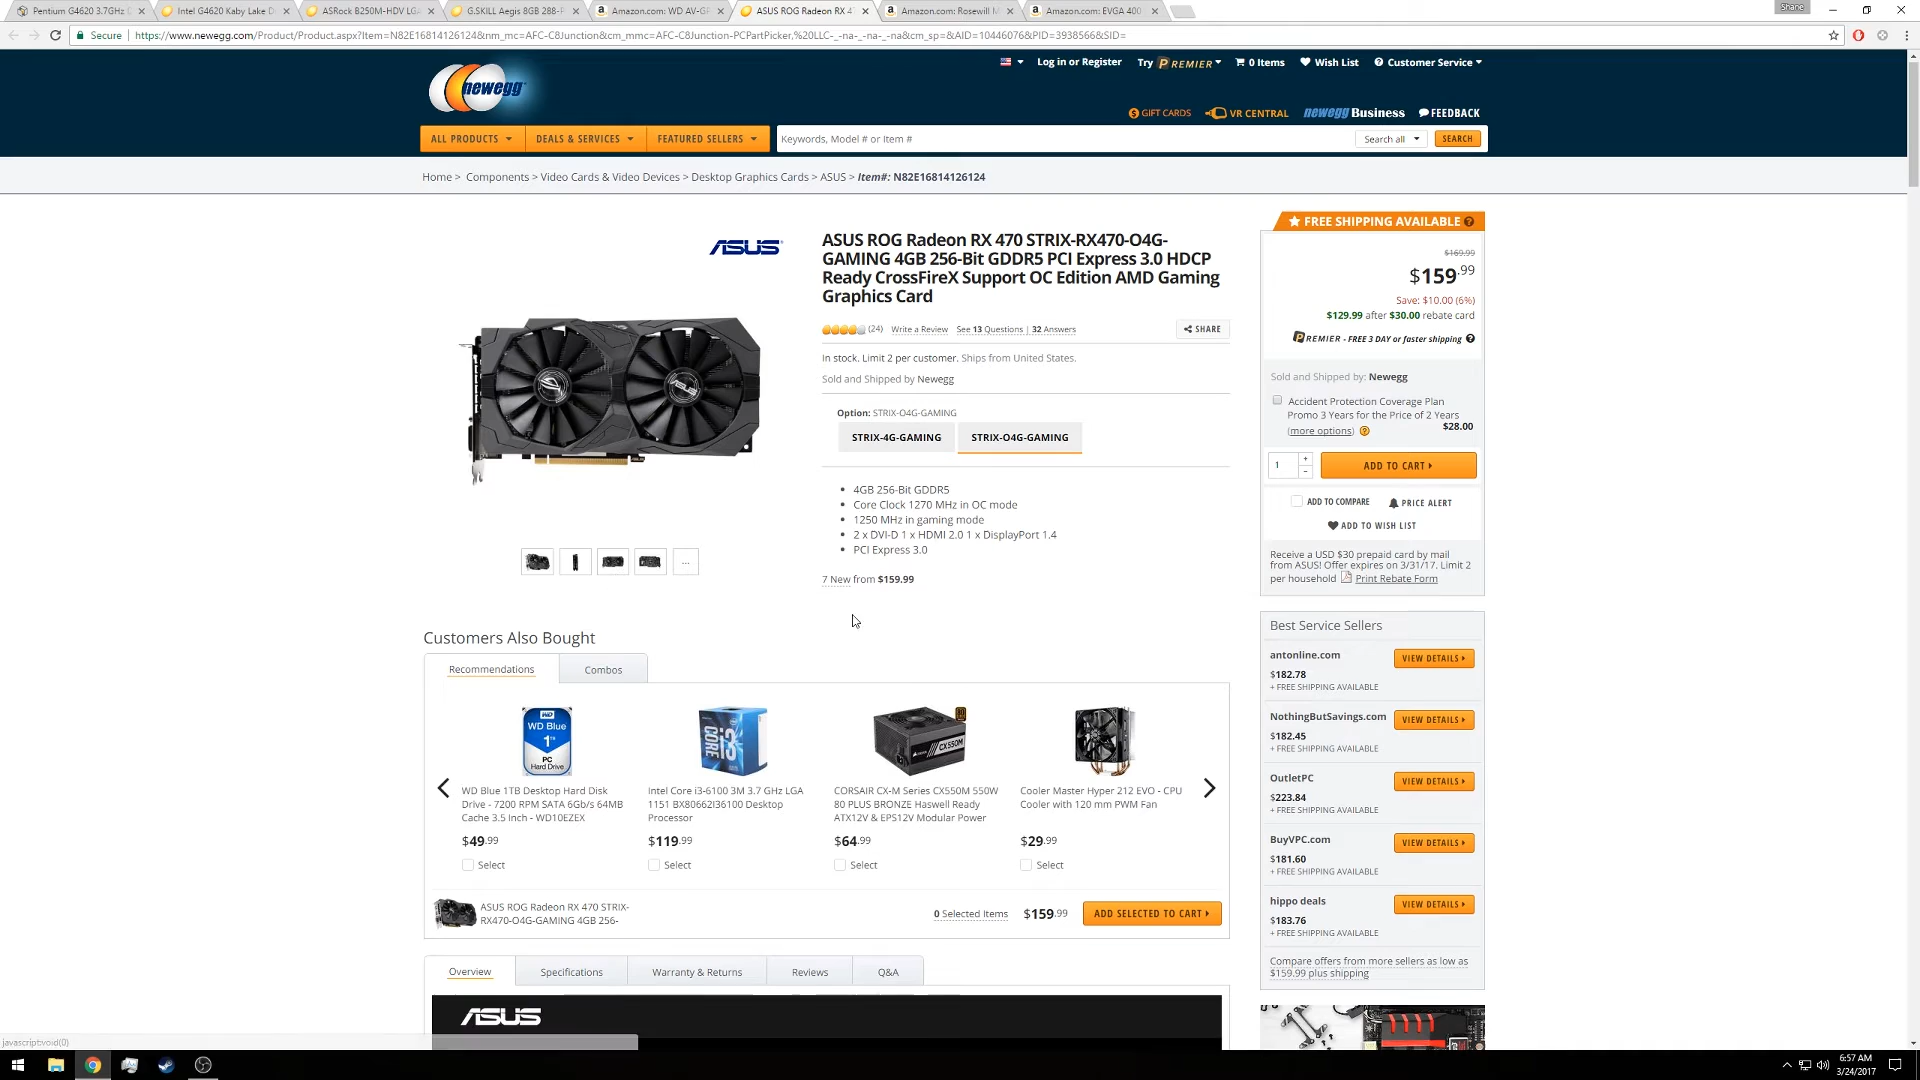 Pentium G4620 3.7GHz D
Intel G4620 Kaby Lake D
ASRock B250M-HDV LGA
G.SKILL Aegis 8GB 288-P
Amazon.com: WD AV-GP
ASUS ROG Radeon RX 4
Amazon.com: Rosewill M
Amazon.com: EVGA 400
Shane
Secure
https://www.newegg.com/Product/Product.aspx?Item=N82E16814126124&nm_mc=AFC-C8Junction&cm_mmc=AFC-C8Junction-PCPartPicker,%20LLC-_-na-_-na-_-na&cm_sp=&AID=10446076&PID=3938566&SID=
newegg
Log in or Register
Try PREMIER
0 Items
Wish List
Customer Service
GIFT CARDS
VR CENTRAL
newegg Business
FEEDBACK
ALL PRODUCTS
DEALS & SERVICES
FEATURED SELLERS
Keywords, Model # or Item #
Search all
SEARCH
Home > Components > Video Cards & Video Devices > Desktop Graphics Cards > ASUS > Item#: N82E16814126124
ASUS
ASUS ROG Radeon RX 470 STRIX-RX470-O4G-
GAMING 4GB 256-Bit GDDR5 PCI Express 3.0 HDCP
Ready CrossFireX Support OC Edition AMD Gaming
Graphics Card
(24) Write a Review See 13 Questions | 32 Answers
SHARE
In stock. Limit 2 per customer. Ships from United States.
Sold and Shipped by Newegg
Option: STRIX-O4G-GAMING
STRIX-4G-GAMING
STRIX-O4G-GAMING
4GB 256-Bit GDDR5
Core Clock 1270 MHz in OC mode
1250 MHz in gaming mode
2 x DVI-D 1 x HDMI 2.0 1 x DisplayPort 1.4
PCI Express 3.0
...
7 New from $159.99
FREE SHIPPING AVAILABLE
$169.99
$159.99
Save: $10.00 (6%)
$129.99 after $30.00 rebate card
PREMIER - FREE 3 DAY or faster shipping
Sold and Shipped by: Newegg
Accident Protection Coverage Plan
Promo 3 Years for the Price of 2 Years
(more options)
$28.00
1
ADD TO CART
ADD TO COMPARE
PRICE ALERT
ADD TO WISH LIST
Receive a USD $30 prepaid card by mail
from ASUS! Offer expires on 3/31/17. Limit 2
per household Print Rebate Form
Customers Also Bought
Recommendations
Combos
WD Blue
1TB
PC
Hard Drive
CORE i3
CX550M
WD Blue 1TB Desktop Hard Disk
Drive - 7200 RPM SATA 6Gb/s 64MB
Cache 3.5 Inch - WD10EZEX
$49.99
Select
Intel Core i3-6100 3M 3.7 GHz LGA
1151 BX80662I36100 Desktop
Processor
$119.99
Select
CORSAIR CX-M Series CX550M 550W
80 PLUS BRONZE Haswell Ready
ATX12V & EPS12V Modular Power
$64.99
Select
Cooler Master Hyper 212 EVO - CPU
Cooler with 120 mm PWM Fan
$29.99
Select
ASUS ROG Radeon RX 470 STRIX-
RX470-O4G-GAMING 4GB 256-
0 Selected Items
$159.99
ADD SELECTED TO CART
Best Service Sellers
antonline.com
VIEW DETAILS
$182.78
+ FREE SHIPPING AVAILABLE
NothingButSavings.com
VIEW DETAILS
$182.45
+ FREE SHIPPING AVAILABLE
OutletPC
VIEW DETAILS
$223.84
+ FREE SHIPPING AVAILABLE
BuyVPC.com
VIEW DETAILS
$181.60
+ FREE SHIPPING AVAILABLE
hippo deals
VIEW DETAILS
$183.76
+ FREE SHIPPING AVAILABLE
Compare offers from more sellers as low as
$159.99 plus shipping
Overview
Specifications
Warranty & Returns
Reviews
Q&A
ASUS
javascript:void(0)
6:57 AM
3/24/2017